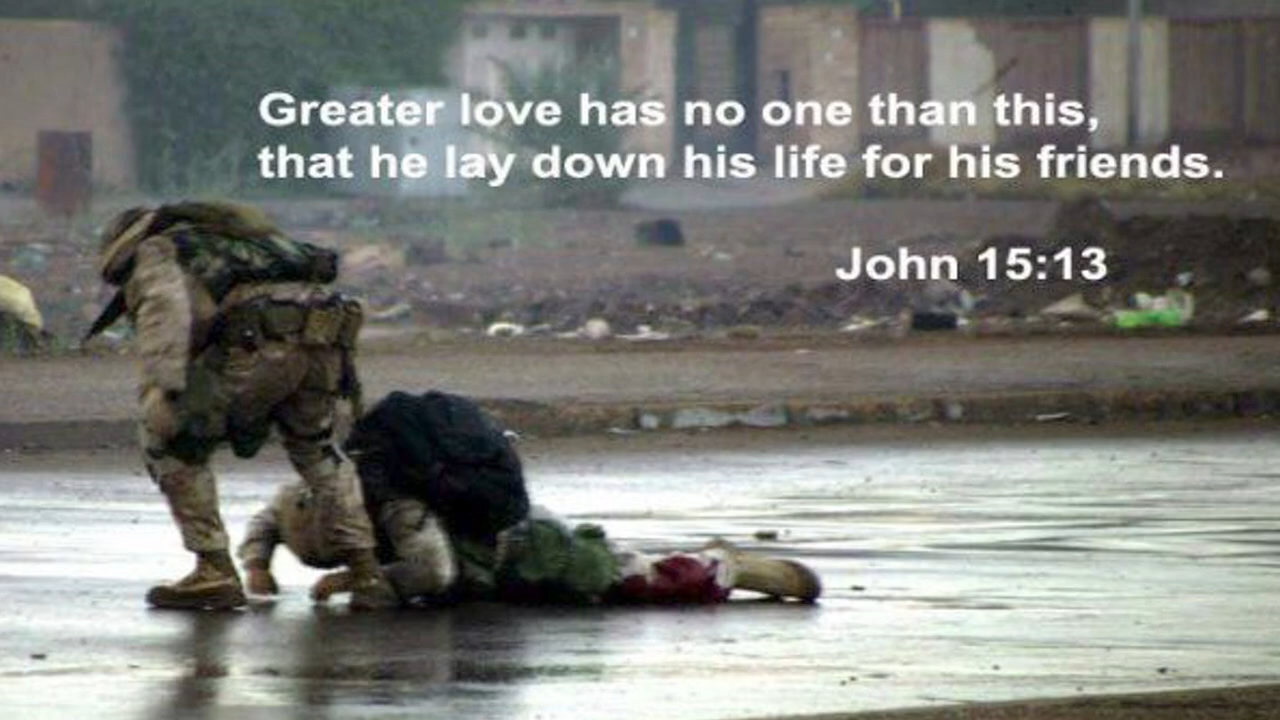 Greater love has no one than this,
that he lay down his life for his friends.
John 15:13